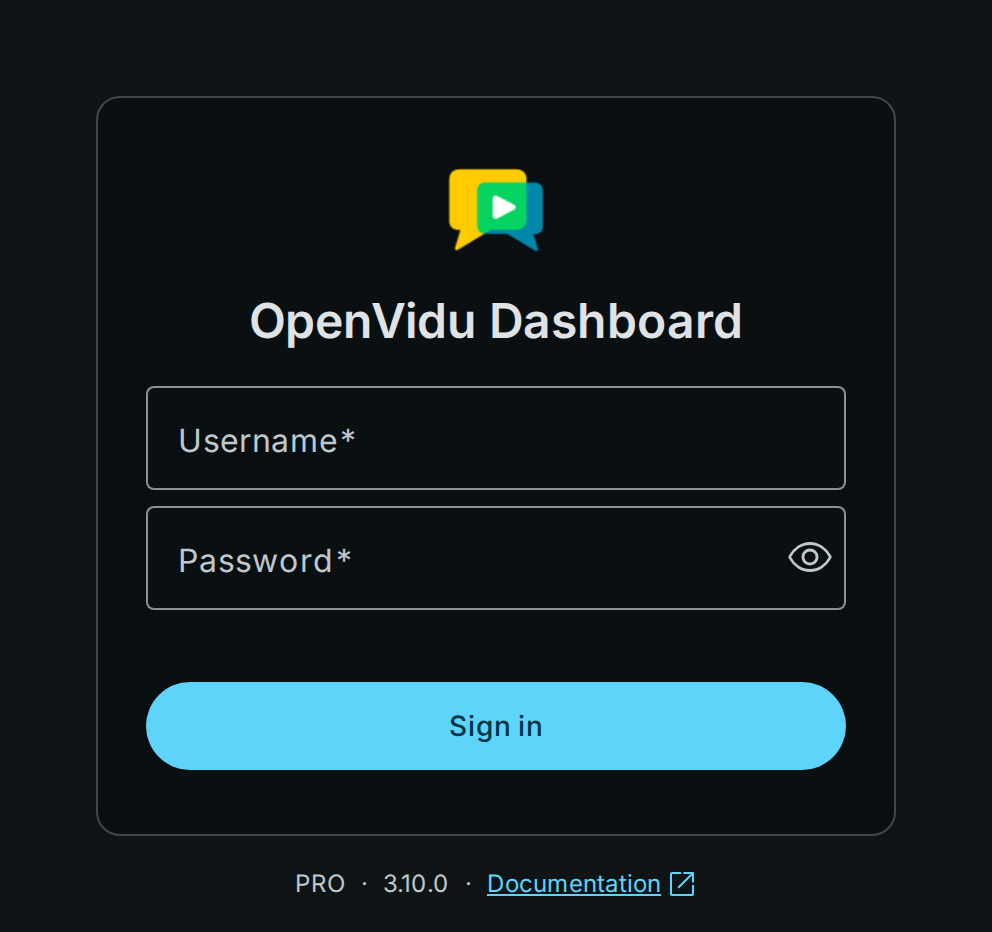 OpenVidu Dashboard
Username*
Password*
Sign in
PRO · 3.10.0 · Documentation